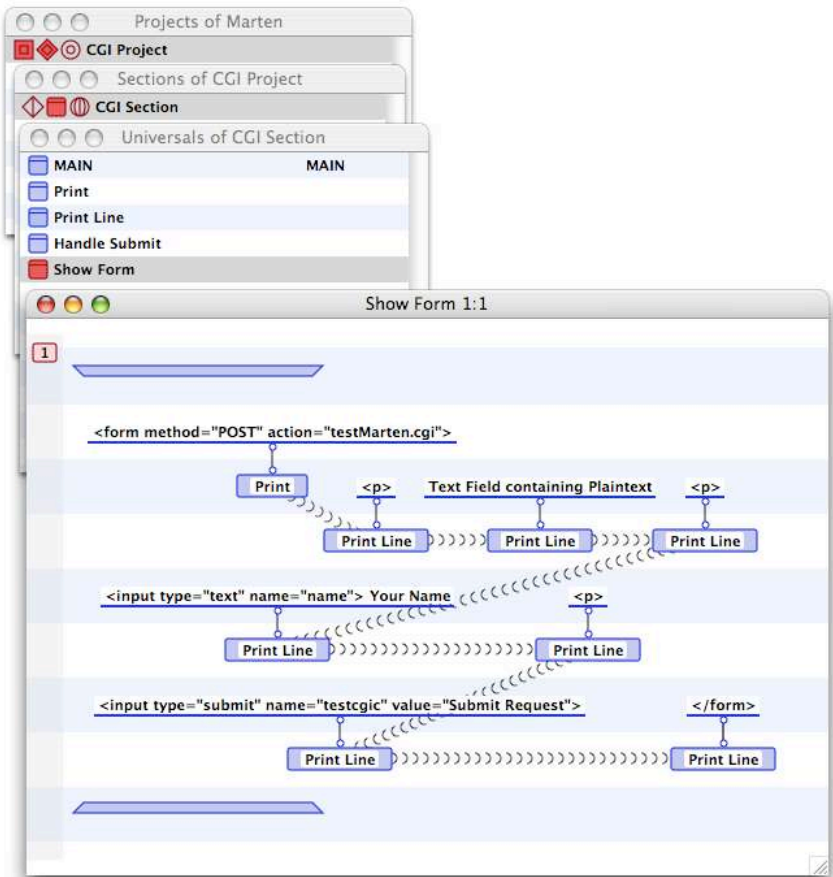 Projects of Marten
CGI Project
Sections of CGI Project
CGI Section
Universals of CGI Section
MAIN MAIN
Print
Print Line
Handle Submit
Show Form
Show Form 1:1
1
<form method="POST" action="testMarten.cgi">
Print <p> Text Field containing Plaintext <p>
Print Line Print Line Print Line
<input type="text" name="name"> Your Name <p>
Print Line Print Line
<input type="submit" name="testcgic" value="Submit Request"> </form>
Print Line Print Line